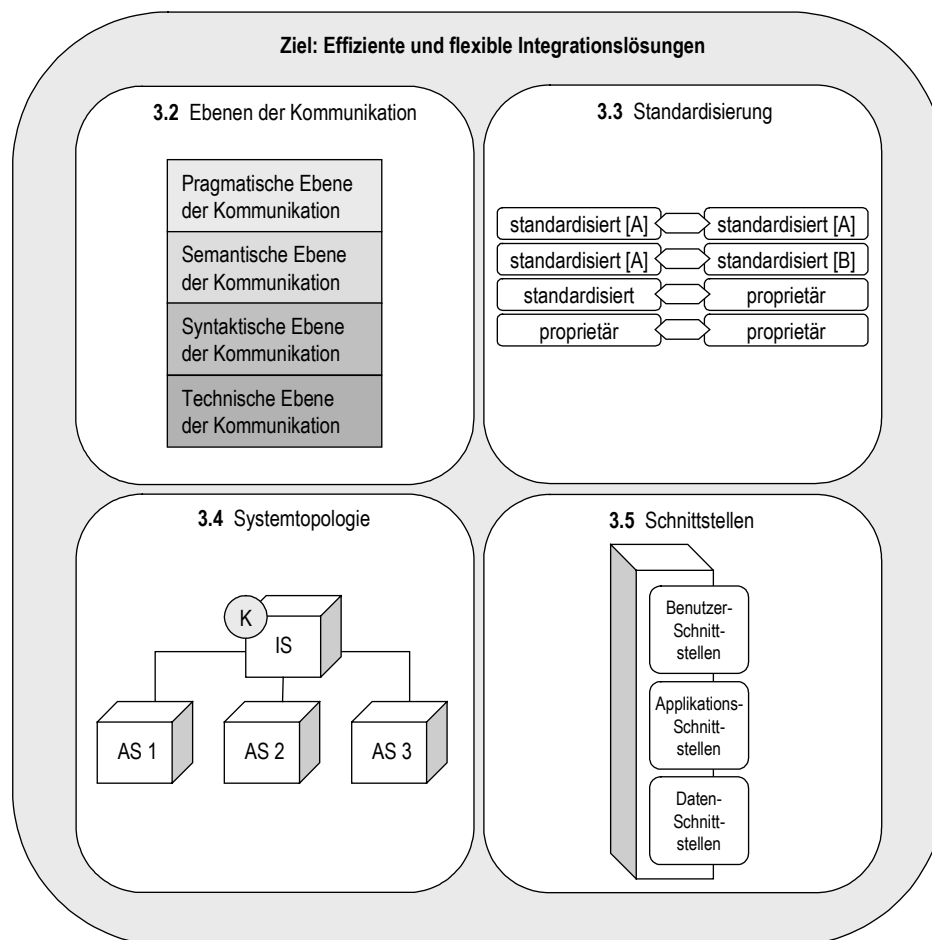 Ziel: Effiziente und flexible Integrationslösungen
3.2 Ebenen der Kommunikation
Pragmatische Ebene
der Kommunikation
Semantische Ebene
der Kommunikation
Syntaktische Ebene
der Kommunikation
Technische Ebene
der Kommunikation
3.3 Standardisierung
standardisiert [A] standardisiert [A]
standardisiert [A] standardisiert [B]
standardisiert proprietär
proprietär proprietär
3.4 Systemtopologie
K
IS
AS 1 AS 2 AS 3
3.5 Schnittstellen
Benutzer-
Schnitt-
stellen
Applikations-
Schnitt-
stellen
Daten-
Schnitt-
stellen